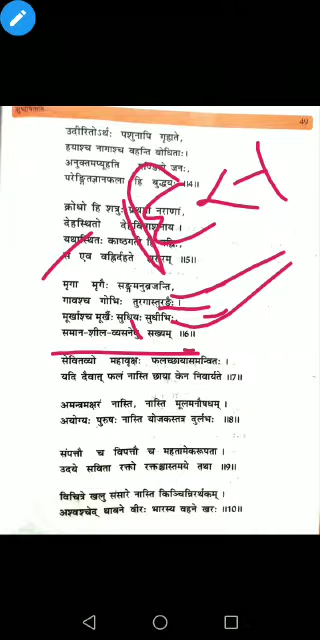 49
उदीरितोऽर्थः पशुनापि गृह्यते,
हयाश्च नागाश्च वहन्ति बोधिताः।
अनुक्तमप्यूहति जनः,
परेङ्गितज्ञानफला हि बुद्धयः ॥4॥
क्रोधो हि शत्रुः नराणां,
देहस्थितो
यथास्थितः काष्ठगतो
स एव वह्निर्दहते ॥5॥
मृगा मृगैः सङ्गमनुव्रजन्ति,
गावश्च गोभिः तुरगास्तुरङ्गैः।
मूर्खाश्च मूर्खैः सुधियः सुधीभिः,
समान-शील-व्यसनेषु सख्यम् ॥6॥
सेवितव्यो महावृक्षः फलच्छायासमन्वितः।
यदि दैवात् फलं नास्ति छाया केन निवार्यते ॥7॥
अमन्त्रमक्षरं नास्ति, नास्ति मूलमनौषधम्।
अयोग्यः पुरुषः नास्ति योजकस्तत्र दुर्लभः ॥8॥
संपत्तौ च विपत्तौ च महतामेकरूपता।
उदये सविता रक्तो रक्तश्चास्तमये तथा ॥9॥
विचित्रे खलु संसारे नास्ति किञ्चिन्निरर्थकम्।
अश्वश्चेद् धावने वीरः भारस्य वहने खरः ॥10॥